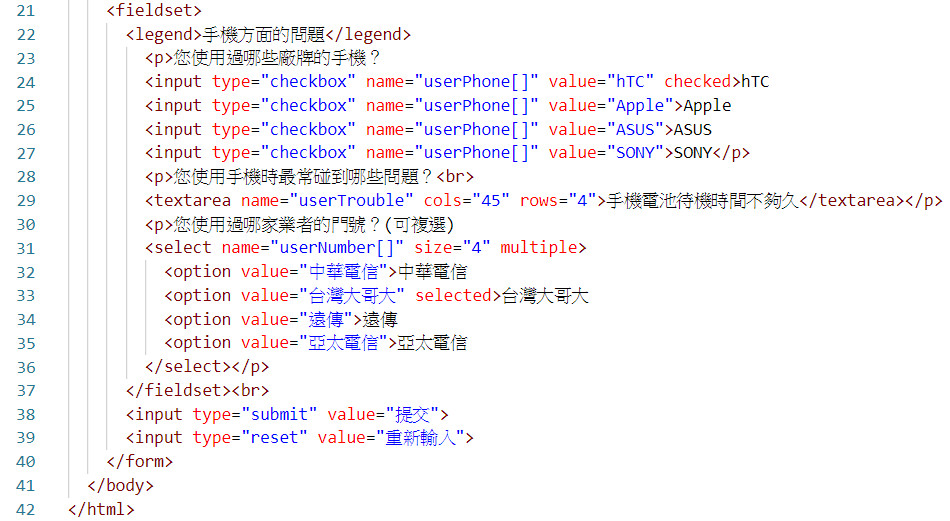 21 <fieldset>
22 <legend>手機方面的問題</legend>
23 <p>您使用過哪些廠牌的手機？
24 <input type="checkbox" name="userPhone[]" value="hTC" checked>hTC
25 <input type="checkbox" name="userPhone[]" value="Apple">Apple
26 <input type="checkbox" name="userPhone[]" value="ASUS">ASUS
27 <input type="checkbox" name="userPhone[]" value="SONY">SONY</p>
28 <p>您使用手機時最常碰到哪些問題？<br>
29 <textarea name="userTrouble" cols="45" rows="4">手機電池待機時間不夠久</textarea></p>
30 <p>您使用過哪家業者的門號？(可複選)
31 <select name="userNumber[]" size="4" multiple>
32 <option value="中華電信">中華電信
33 <option value="台灣大哥大" selected>台灣大哥大
34 <option value="遠傳">遠傳
35 <option value="亞太電信">亞太電信
36 </select></p>
37 </fieldset><br>
38 <input type="submit" value="提交">
39 <input type="reset" value="重新輸入">
40 </form>
41 </body>
42 </html>